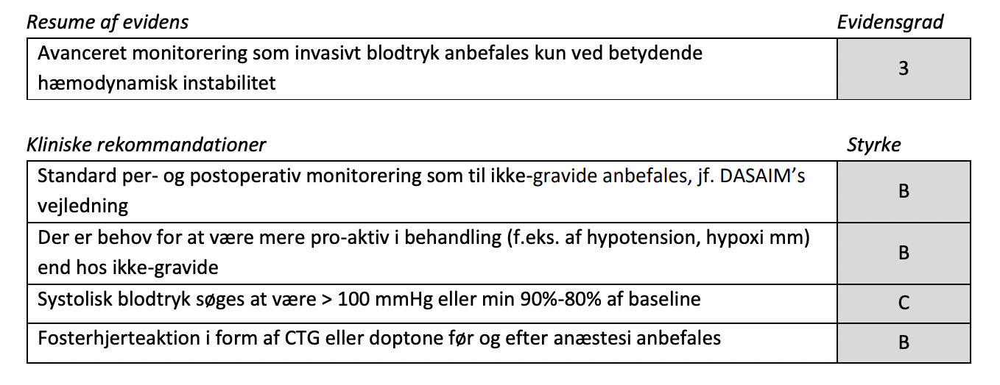 Resume af evidens Evidensgrad
Avanceret monitorering som invasivt blodtryk anbefales kun ved betydende
hæmodynamisk instabilitet
3
Kliniske rekommandationer Styrke
Standard per- og postoperativ monitorering som til ikke-gravide anbefales, jf. DASAIM’s
vejledning
B
Der er behov for at være mere pro-aktiv i behandling (f.eks. af hypotension, hypoxi mm)
end hos ikke-gravide
B
Systolisk blodtryk søges at være > 100 mmHg eller min 90%-80% af baseline C
Fosterhjerteaktion i form af CTG eller doptone før og efter anæstesi anbefales B